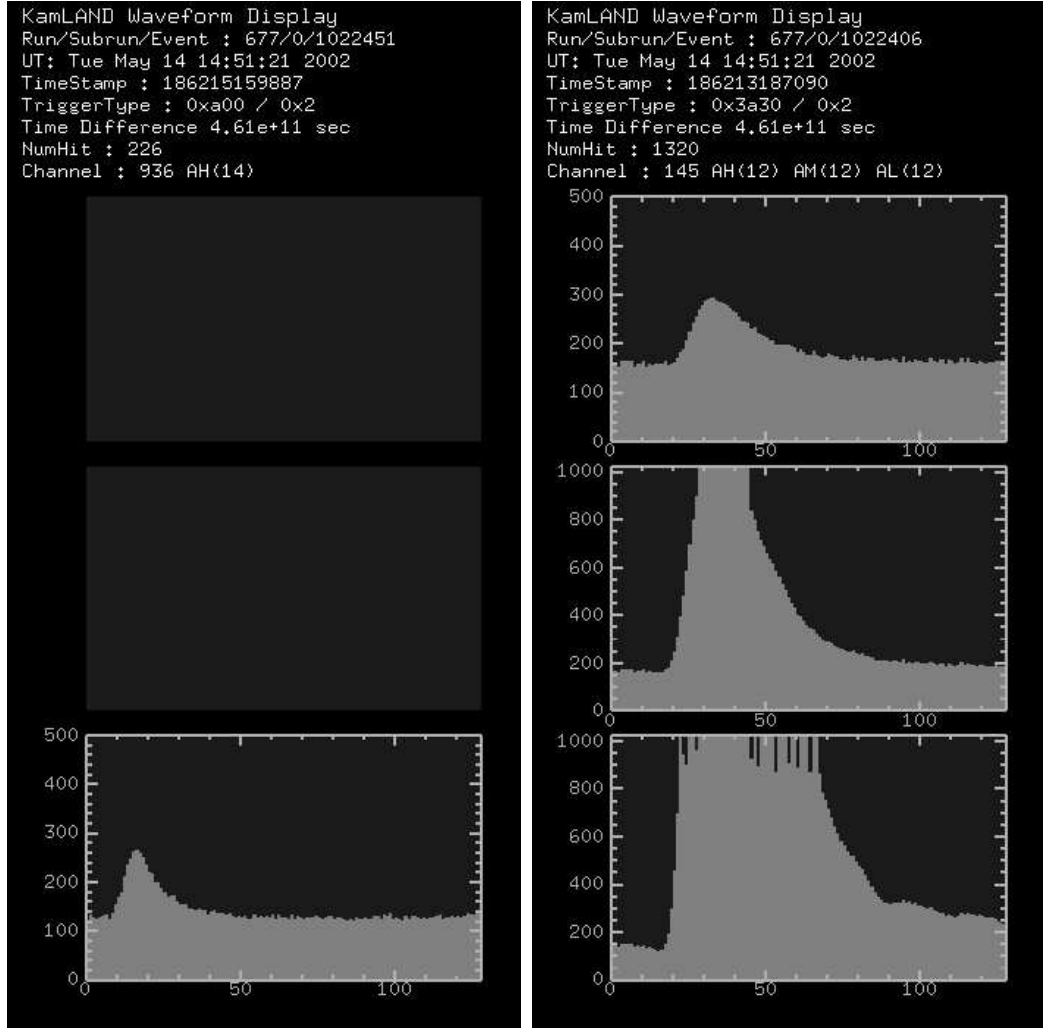 KamLAND Waveform Display
Run/Subrun/Event : 677/0/1022451
UT: Tue May 14 14:51:21 2002
TimeStamp : 186215159887
TriggerType : 0xa00 / 0x2
Time Difference 4.61e+11 sec
NumHit : 226
Channel : 936 AH(14)
500
400
300
200
100
0
0 50 100
KamLAND Waveform Display
Run/Subrun/Event : 677/0/1022406
UT: Tue May 14 14:51:21 2002
TimeStamp : 186213187090
TriggerType : 0x3a30 / 0x2
Time Difference 4.61e+11 sec
NumHit : 1320
Channel : 145 AH(12) AM(12) AL(12)
500
400
300
200
100
0
0 50 100
1000
800
600
400
200
0
0 50 100
1000
800
600
400
200
0
0 50 100